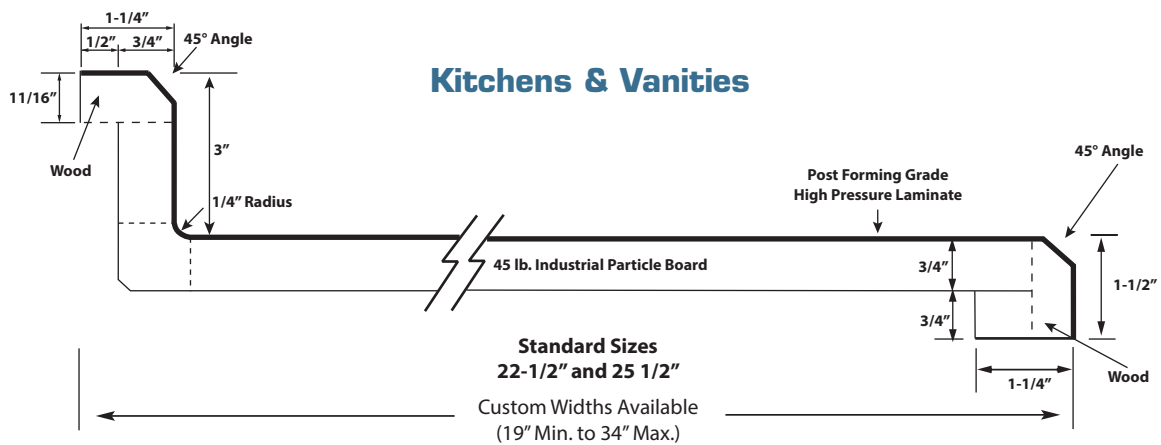 1-1/4”
1/2” 3/4”
45° Angle
Kitchens & Vanities
11/16”
Wood
3”
1/4” Radius
Post Forming Grade
High Pressure Laminate
45° Angle
45 lb. Industrial Particle Board
3/4”
3/4”
1-1/2”
1-1/4”
Wood
Standard Sizes
22-1/2” and 25 1/2”
Custom Widths Available
(19” Min. to 34” Max.)